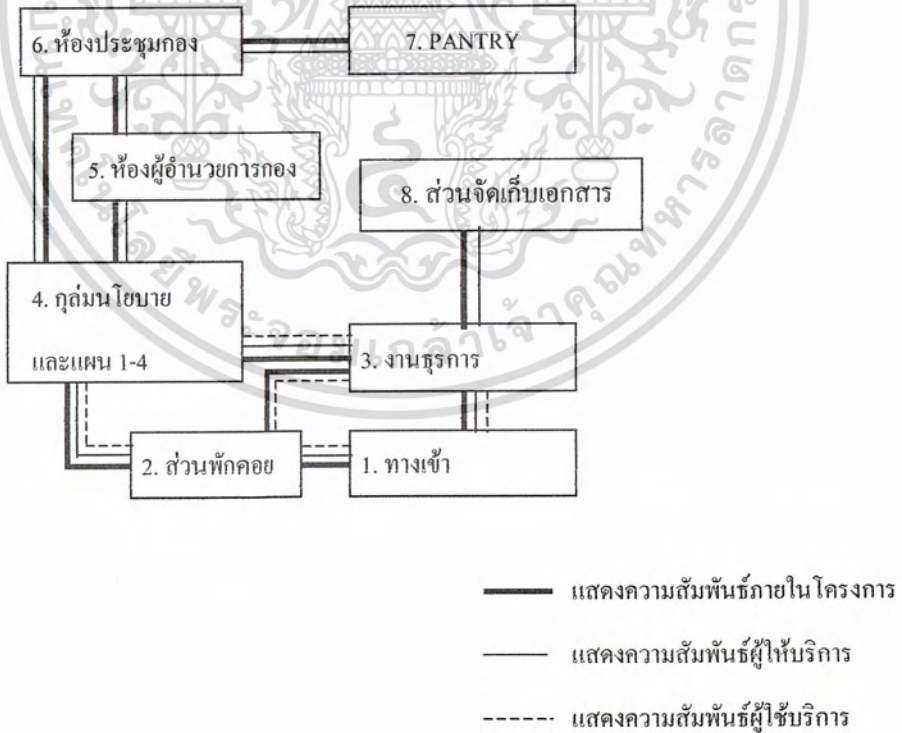 6. ห้องประชุมกอง
7. PANTRY
5. ห้องผู้อำนวยการกอง
8. ส่วนจัดเก็บเอกสาร
4. กุล่มนโยบาย
และแผน 1-4
3. งานธุรการ
2. ส่วนพักคอย
1. ทางเข้า
แสดงความสัมพันธ์ภายในโครงการ
แสดงความสัมพันธ์ผู้ให้บริการ
แสดงความสัมพันธ์ผู้ใช้บริการ